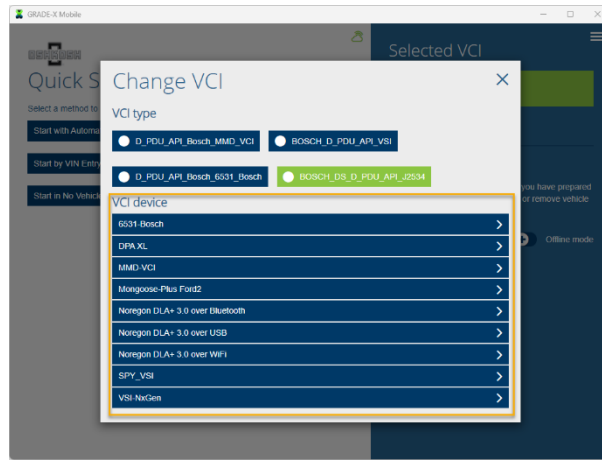 GRADE-X Mobile
Selected VCI
Quick S
Change VCI
Select a method to
VCI type
Start with Automa
D_PDU_API_Bosch_MMD_VCI
BOSCH_D_PDU_API_VSI
Start by VIN Entry
D_PDU_API_Bosch_6531_Bosch
BOSCH_DS_D_PDU_API_J2534
Start in No Vehicle
you have prepared
or remove vehicle
VCI device
6531-Bosch
DPA XL
Offline mode
MMD-VCI
Mongoose-Plus Ford2
Noregon DLA+ 3.0 over Bluetooth
Noregon DLA+ 3.0 over USB
Noregon DLA+ 3.0 over WiFi
SPY_VSI
VSI-NxGen